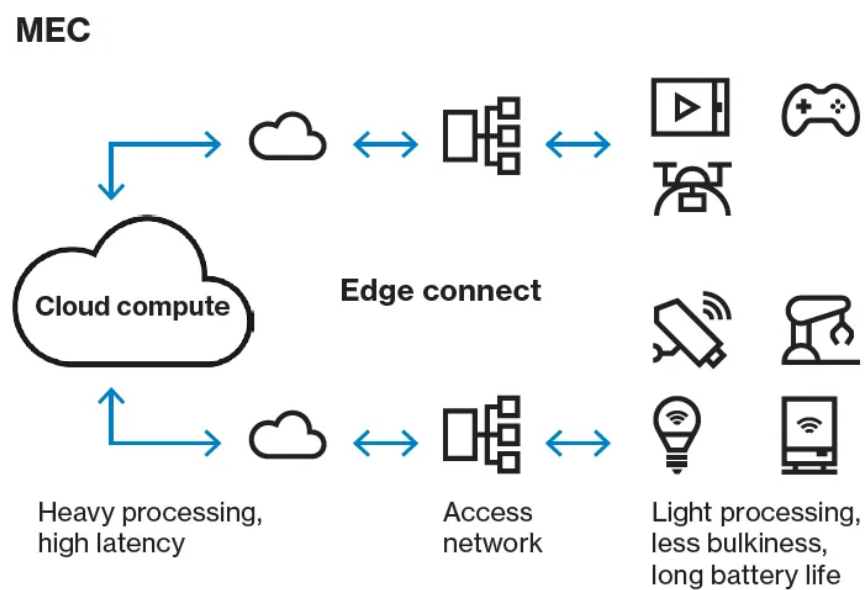 MEC
Cloud compute
Edge connect
Heavy processing,
high latency
Access
network
Light processing,
less bulkiness,
long battery life